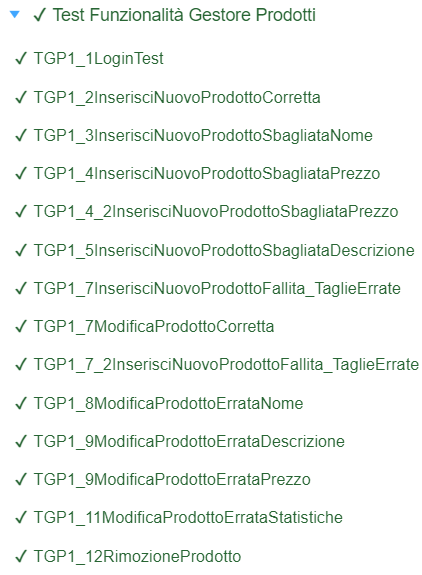 ✓ Test Funzionalità Gestore Prodotti
✓ TGP1_1LoginTest
✓ TGP1_2InserisciNuovoProdottoCorretta
✓ TGP1_3InserisciNuovoProdottoSbagliataNome
✓ TGP1_4InserisciNuovoProdottoSbagliataPrezzo
✓ TGP1_4_2InserisciNuovoProdottoSbagliataPrezzo
✓ TGP1_5InserisciNuovoProdottoSbagliataDescrizione
✓ TGP1_7InserisciNuovoProdottoFallita_TaglieErrate
✓ TGP1_7ModificaProdottoCorretta
✓ TGP1_7_2InserisciNuovoProdottoFallita_TaglieErrate
✓ TGP1_8ModificaProdottoErrataNome
✓ TGP1_9ModificaProdottoErrataDescrizione
✓ TGP1_9ModificaProdottoErrataPrezzo
✓ TGP1_11ModificaProdottoErrataStatistiche
✓ TGP1_12RimozioneProdotto